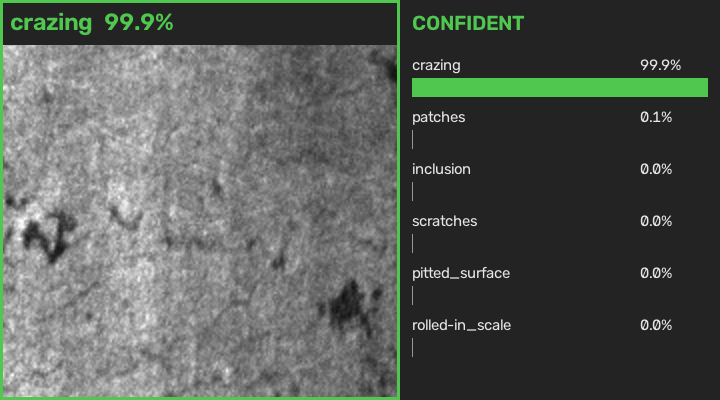 crazing 99.9%
CONFIDENT
crazing 99.9%
patches 0.1%
inclusion 0.0%
scratches 0.0%
pitted_surface 0.0%
rolled-in_scale 0.0%